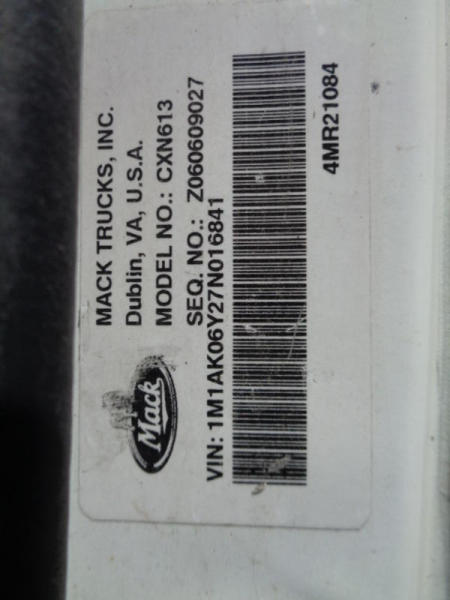 MACK TRUCKS, INC.
Dublin, VA, U.S.A.
MODEL NO.: CXN613
SEQ. NO.: Z060609027
Mack
VIN: 1M1AK06Y27N016841
4MR21084